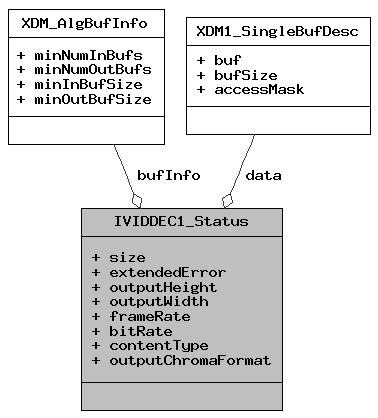 XDM_AlgBufInfo
+ minNumInBufs
+ minNumOutBufs
+ minInBufSize
+ minOutBufSize
XDM1_SingleBufDesc
+ buf
+ bufSize
+ accessMask
bufInfo
data
IVIDDEC1_Status
+ size
+ extendedError
+ outputHeight
+ outputWidth
+ frameRate
+ bitRate
+ contentType
+ outputChromaFormat